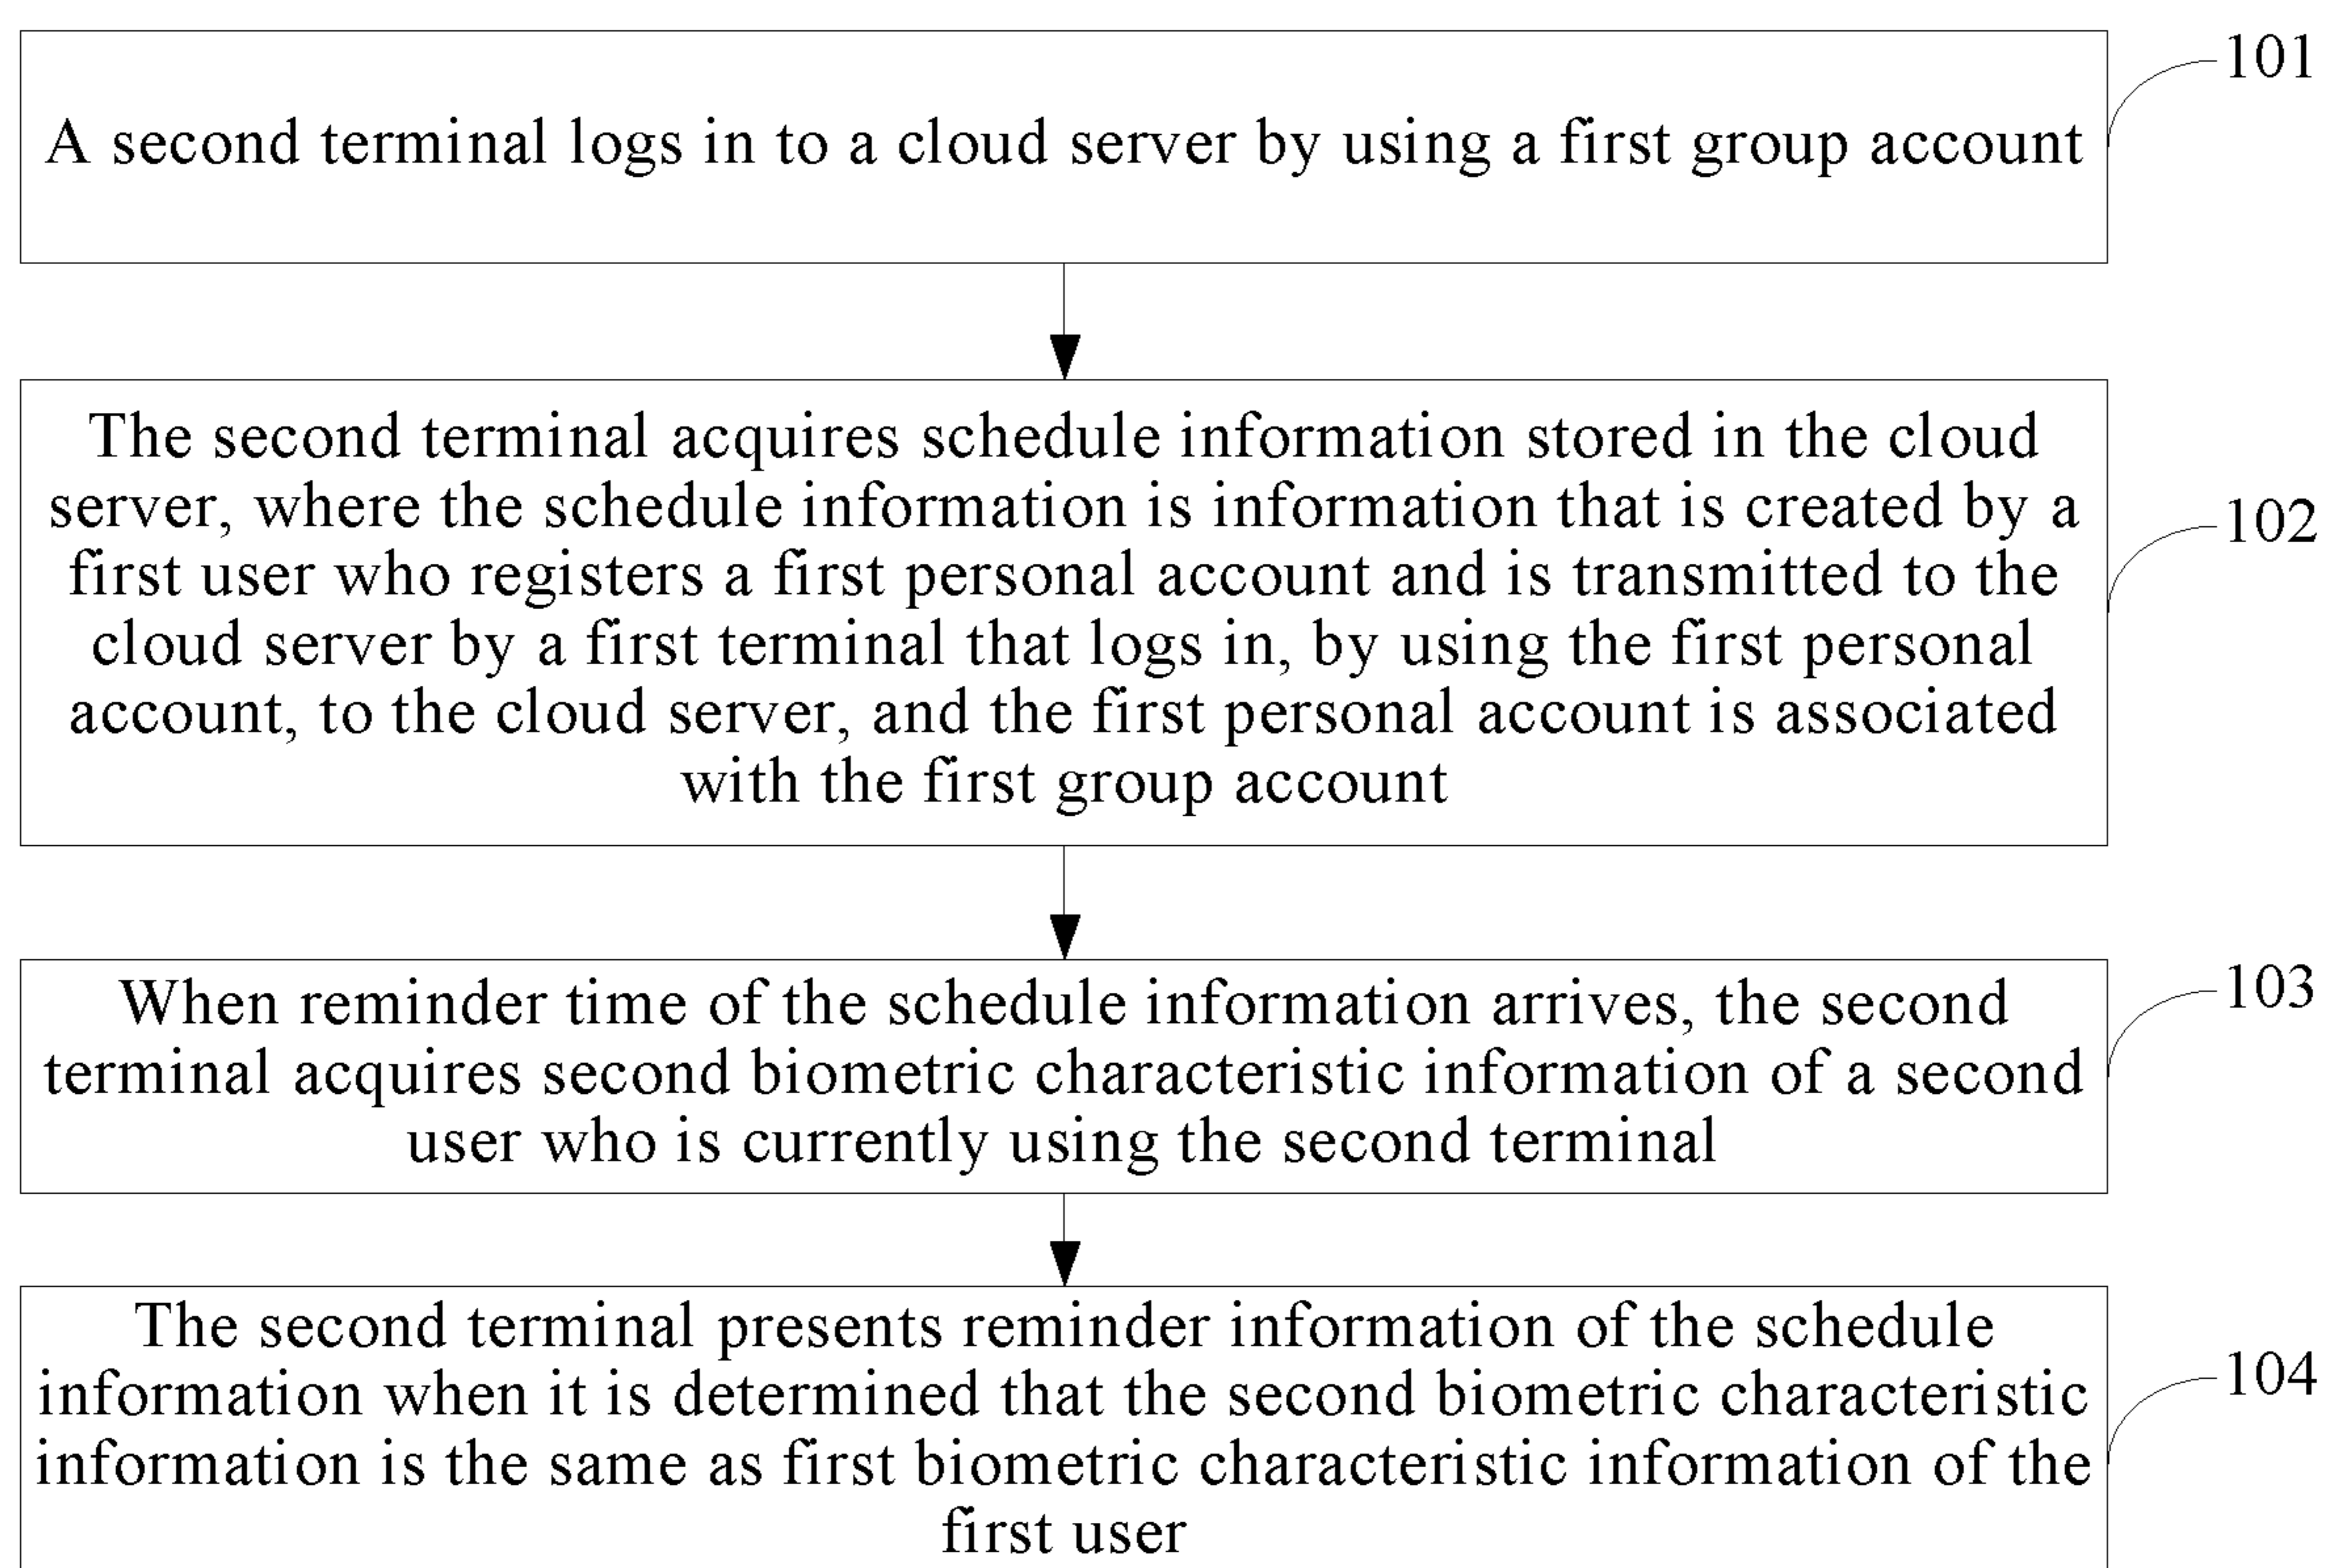 101
A second terminal logs in to a cloud server by using a first group account
The second terminal acquires schedule information stored in the cloud
server, where the schedule information is information that is created by a
102
first user who registers a first personal account and is transmitted to the
cloud server by a first terminal that logs in, by using the first personal
account, to the cloud server, and the first personal account is associated
with the first group account
103
When reminder time of the schedule information arrives, the second
terminal acquires second biometric characteristic information of a second
user who is currently using the second terminal
The second terminal presents reminder information of the schedule
104
information when it is determined that the second biometric characteristic
information is the same as first biometric characteristic information of the
first user